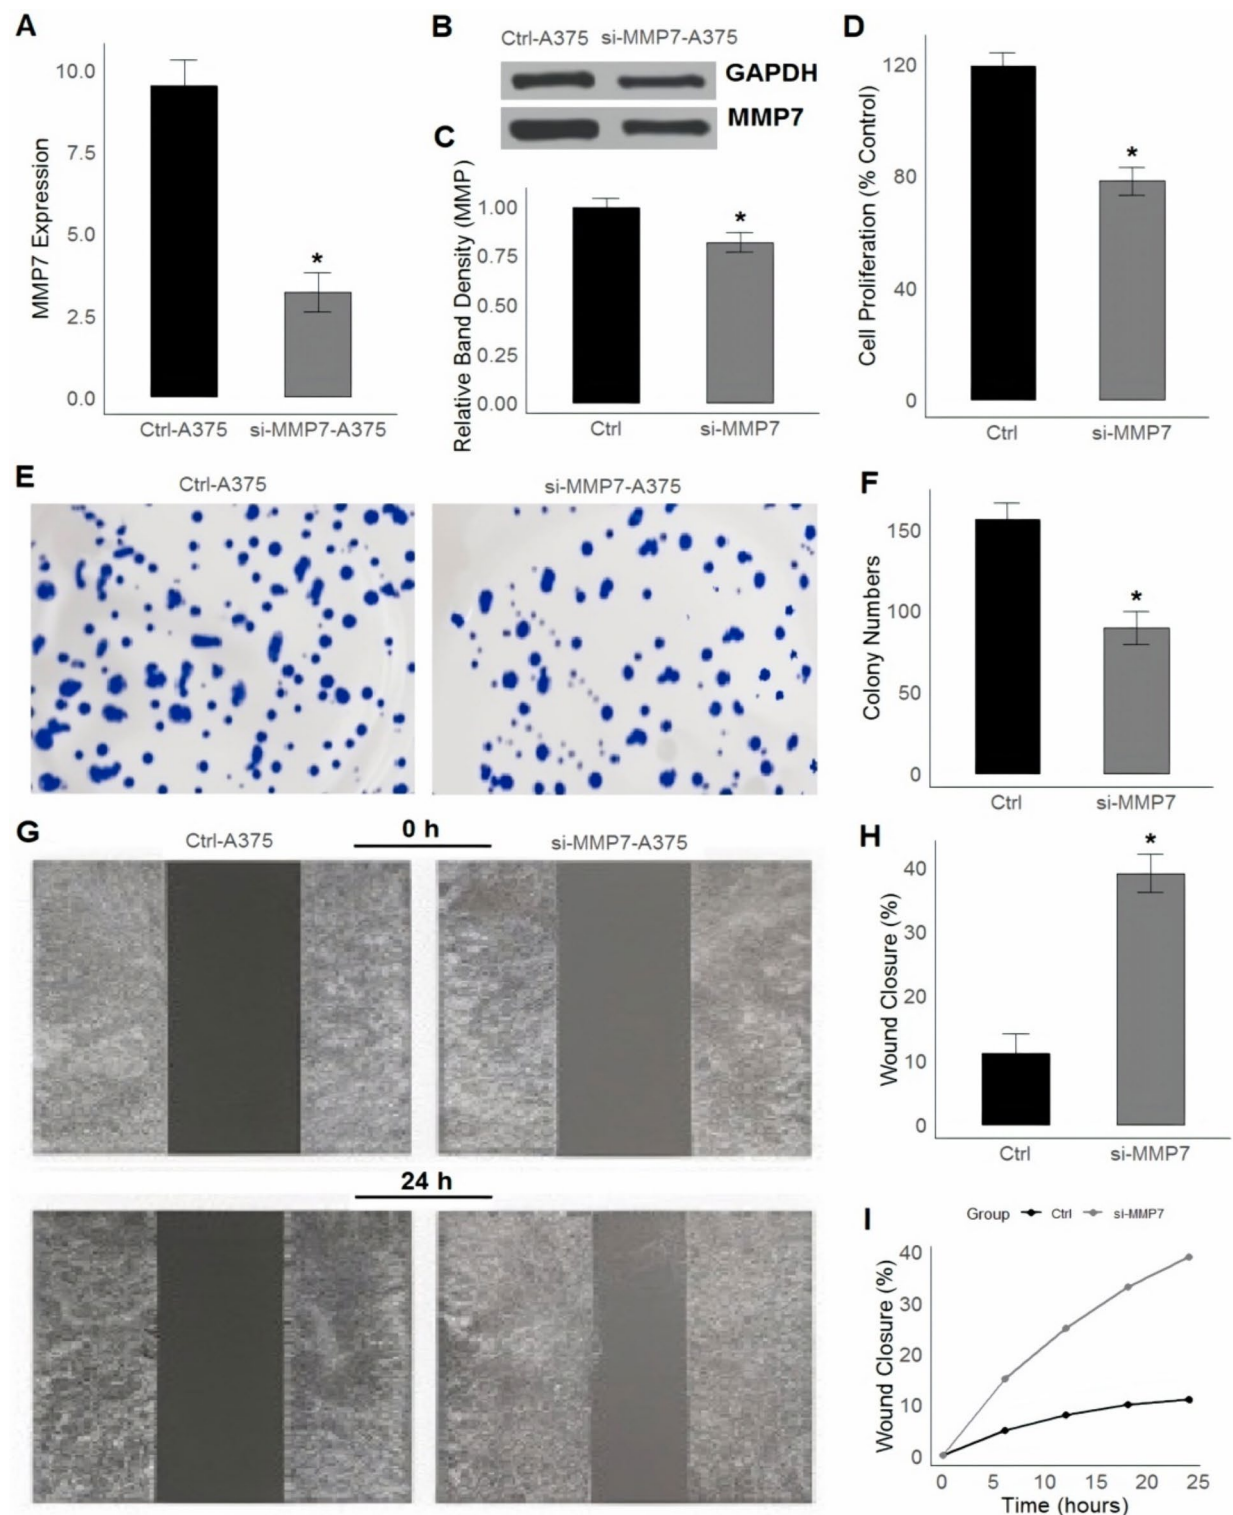 A
MMP7 Expression
10.0
7.5
5.0
2.5
0.0
*
Ctrl-A375 si-MMP7-A375
B
Ctrl-A375 si-MMP7-A375
GAPDH
MMP7
C
Relative Band Density (MMP)
1.00
0.75
0.50
0.25
0.00
*
Ctrl si-MMP7
D
Cell Proliferation (% Control)
120
80
40
0
*
Ctrl si-MMP7
E
Ctrl-A375 si-MMP7-A375
F
Colony Numbers
150
100
50
0
*
Ctrl si-MMP7
G
Ctrl-A375 0 h si-MMP7-A375
24 h
H
Wound Closure (%)
40
30
20
10
0
*
Ctrl si-MMP7
I
Group Ctrl si-MMP7
Wound Closure (%)
40
30
20
10
0
0 5 10 15 20 25
Time (hours)